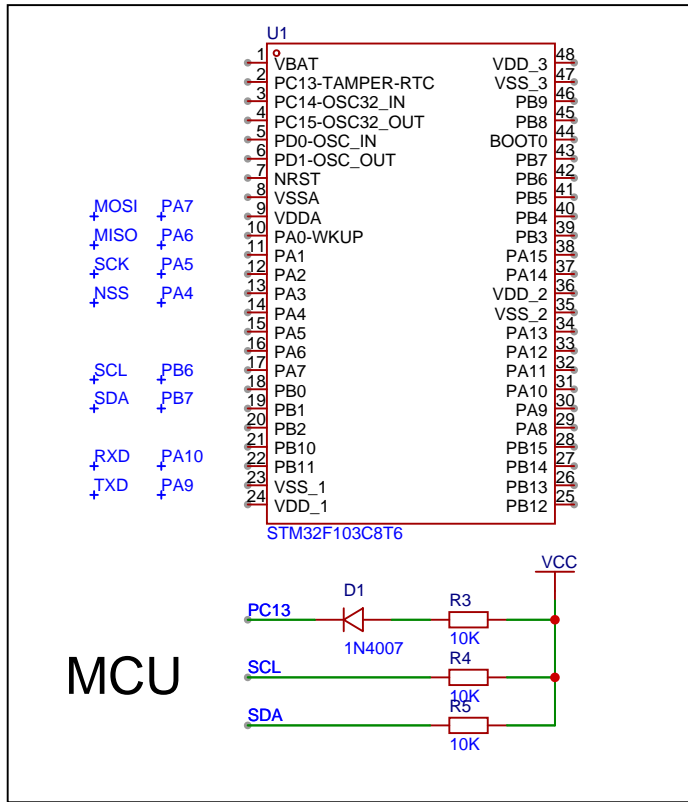 U1
1 VBAT VDD_3 48
2 PC13-TAMPER-RTC VSS_3 47
3 PC14-OSC32_IN PB9 46
4 PC15-OSC32_OUT PB8 45
5 PD0-OSC_IN BOOT0 44
6 PD1-OSC_OUT PB7 43
7 NRST PB6 42
8 VSSA PB5 41
MOSI PA7 9 VDDA PB4 40
MISO PA6 10 PA0-WKUP PB3 39
SCK PA5 11 PA1 PA15 38
NSS PA4 12 PA2 PA14 37
13 PA3 VDD_2 36
14 PA4 VSS_2 35
15 PA5 PA13 34
16 PA6 PA12 33
SCL PB6 17 PA7 PA11 32
SDA PB7 18 PB0 PA10 31
19 PB1 PA9 30
20 PB2 PA8 29
RXD PA10 21 PB10 PB15 28
22 PB11 PB14 27
TXD PA9 23 VSS_1 PB13 26
24 VDD_1 PB12 25
STM32F103C8T6
VCC
D1 R3
PC13
1N4007 10K
MCU
SCL R4
10K
SDA R5
10K